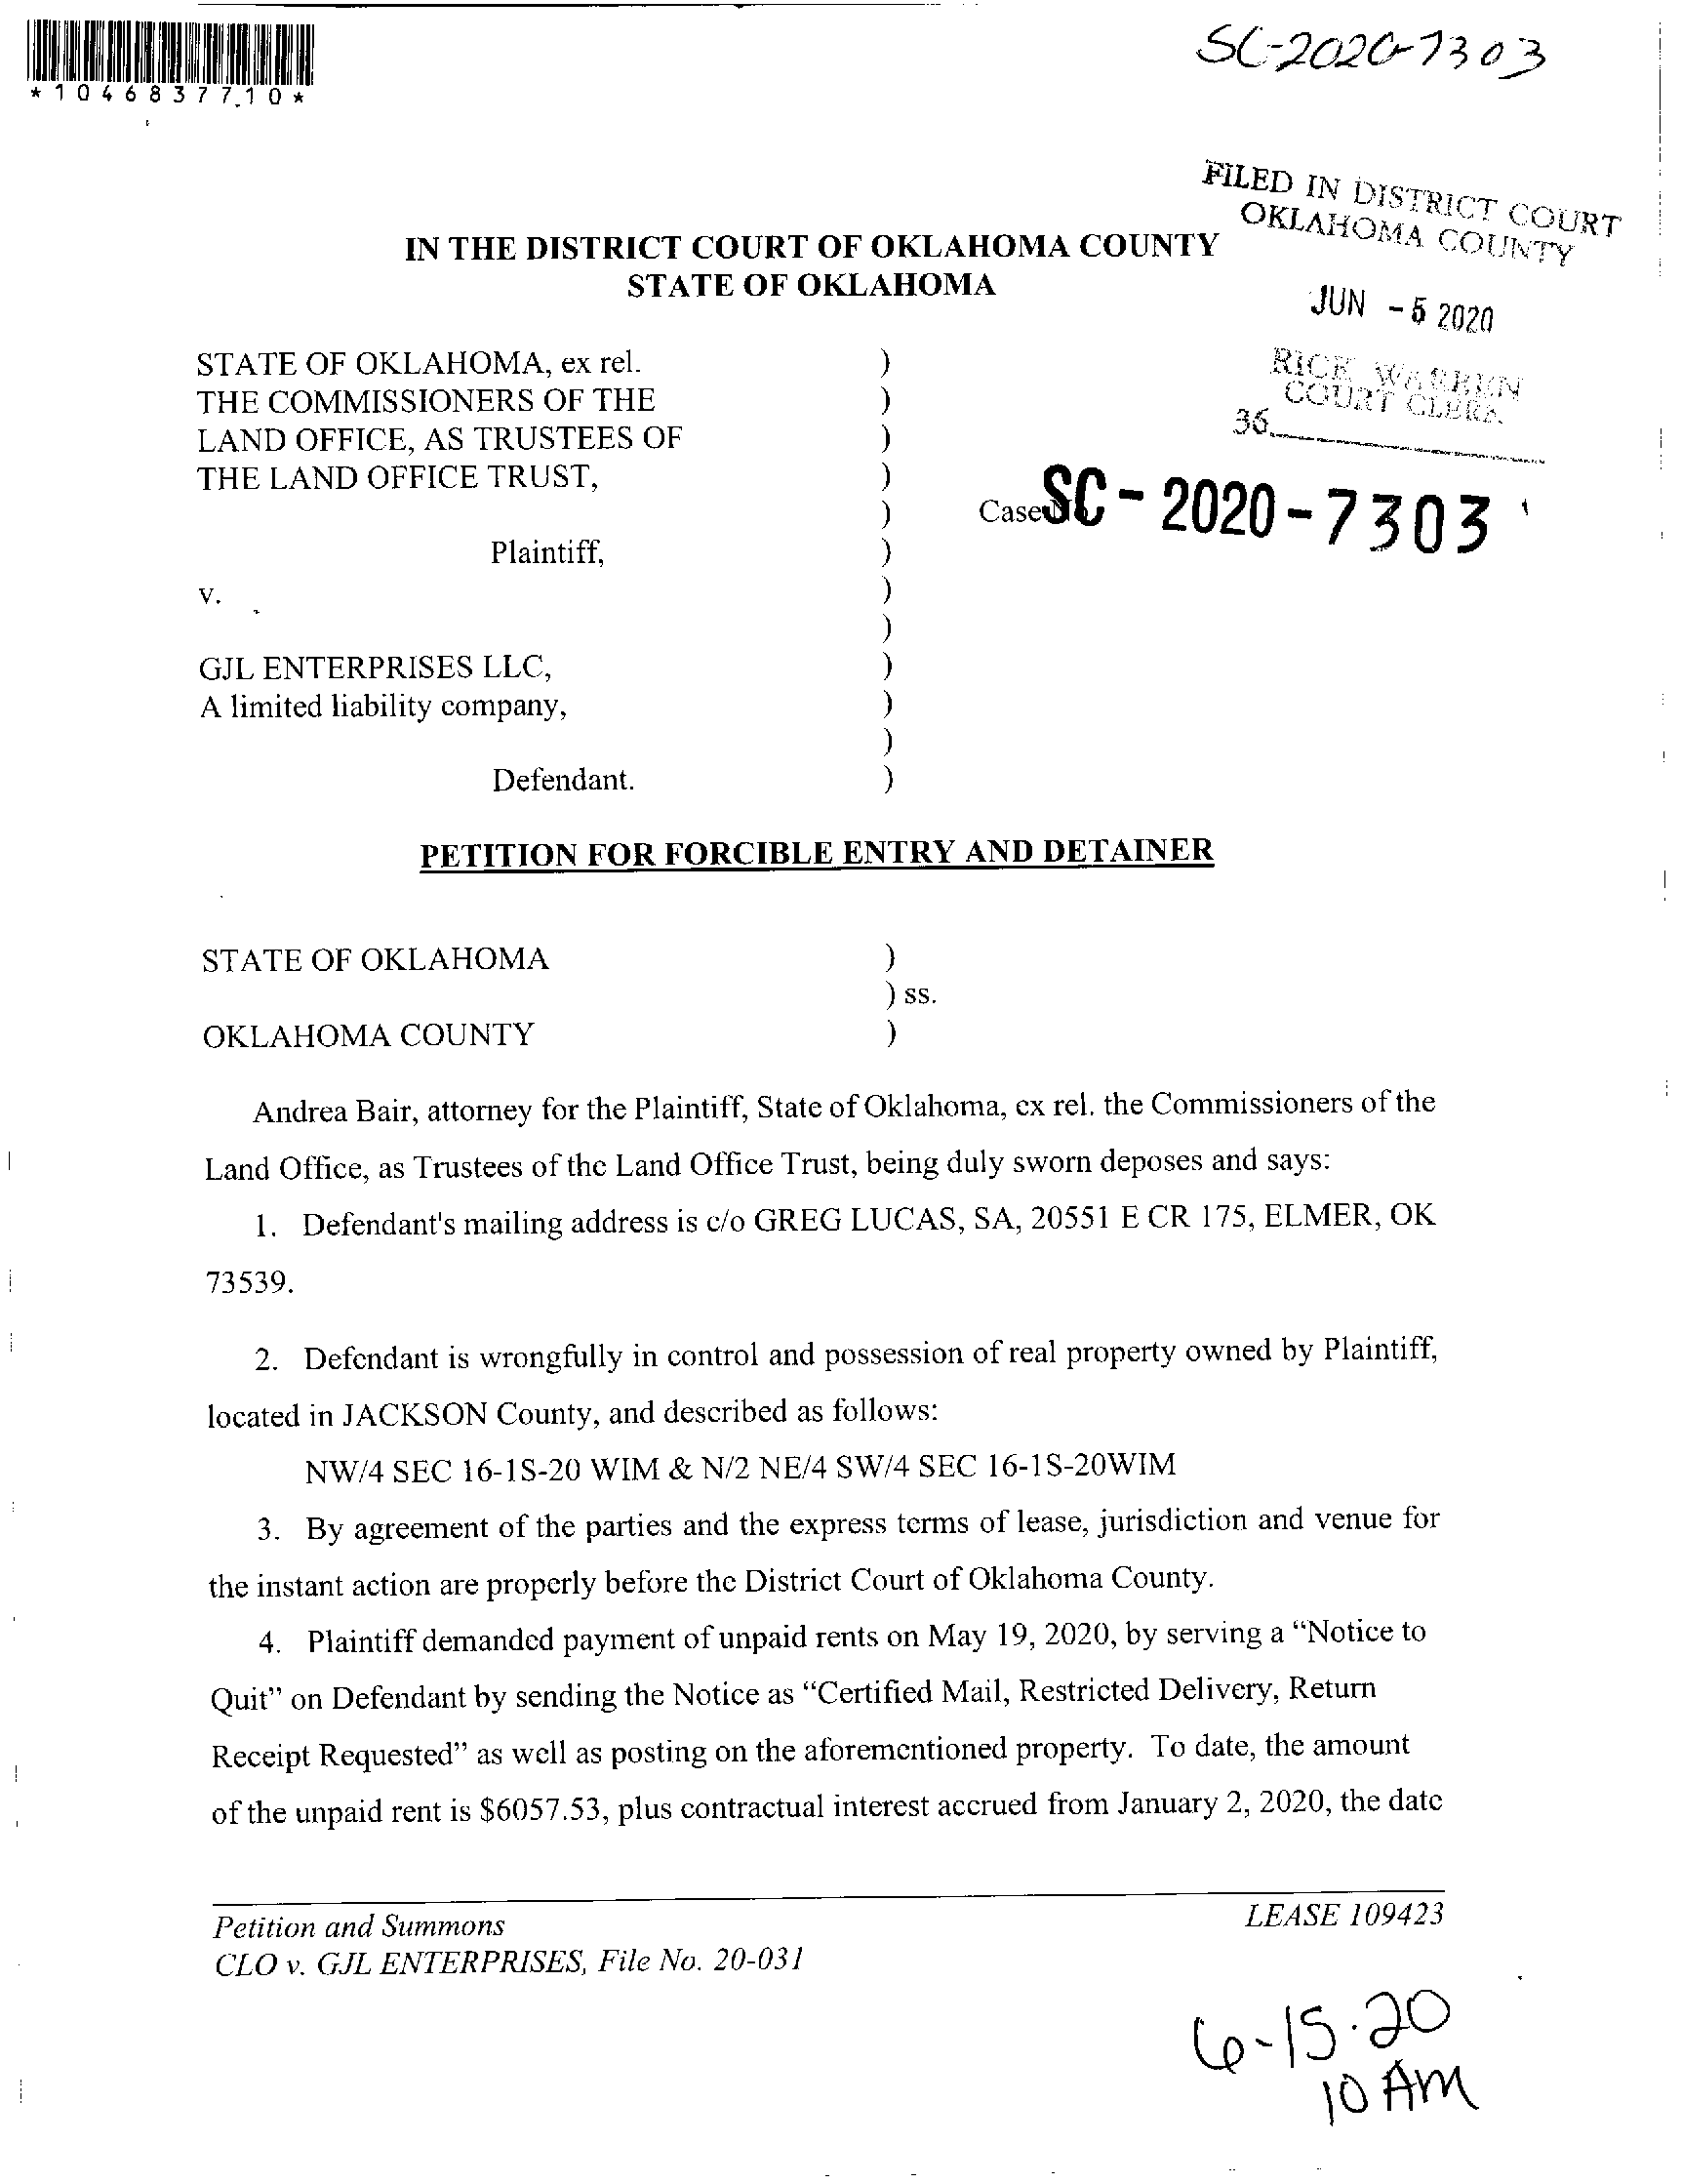 *1046837710*
SC-2020-7303
FILED IN DISTRICT COURT
OKLAHOMA COUNTY
JUN - 5 2020
RICK WARREN
COURT CLERK
36
IN THE DISTRICT COURT OF OKLAHOMA COUNTY
STATE OF OKLAHOMA
STATE OF OKLAHOMA, ex rel. )
THE COMMISSIONERS OF THE )
LAND OFFICE, AS TRUSTEES OF )
THE LAND OFFICE TRUST, )
) Case SC-2020-7303
Plaintiff, )
v. )
)
GJL ENTERPRISES LLC, )
A limited liability company, )
)
Defendant. )
PETITION FOR FORCIBLE ENTRY AND DETAINER
STATE OF OKLAHOMA )
) ss.
OKLAHOMA COUNTY )
Andrea Bair, attorney for the Plaintiff, State of Oklahoma, ex rel. the Commissioners of the
Land Office, as Trustees of the Land Office Trust, being duly sworn deposes and says:
1. Defendant's mailing address is c/o GREG LUCAS, SA, 20551 E CR 175, ELMER, OK
73539.
2. Defendant is wrongfully in control and possession of real property owned by Plaintiff,
located in JACKSON County, and described as follows:
NW/4 SEC 16-1S-20 WIM & N/2 NE/4 SW/4 SEC 16-1S-20WIM
3. By agreement of the parties and the express terms of lease, jurisdiction and venue for
the instant action are properly before the District Court of Oklahoma County.
4. Plaintiff demanded payment of unpaid rents on May 19, 2020, by serving a “Notice to
Quit” on Defendant by sending the Notice as “Certified Mail, Restricted Delivery, Return
Receipt Requested” as well as posting on the aforementioned property. To date, the amount
of the unpaid rent is $6057.53, plus contractual interest accrued from January 2, 2020, the date
Petition and Summons LEASE 109423
CLO v. GJL ENTERPRISES, File No. 20-031
6-15-20
10 AM